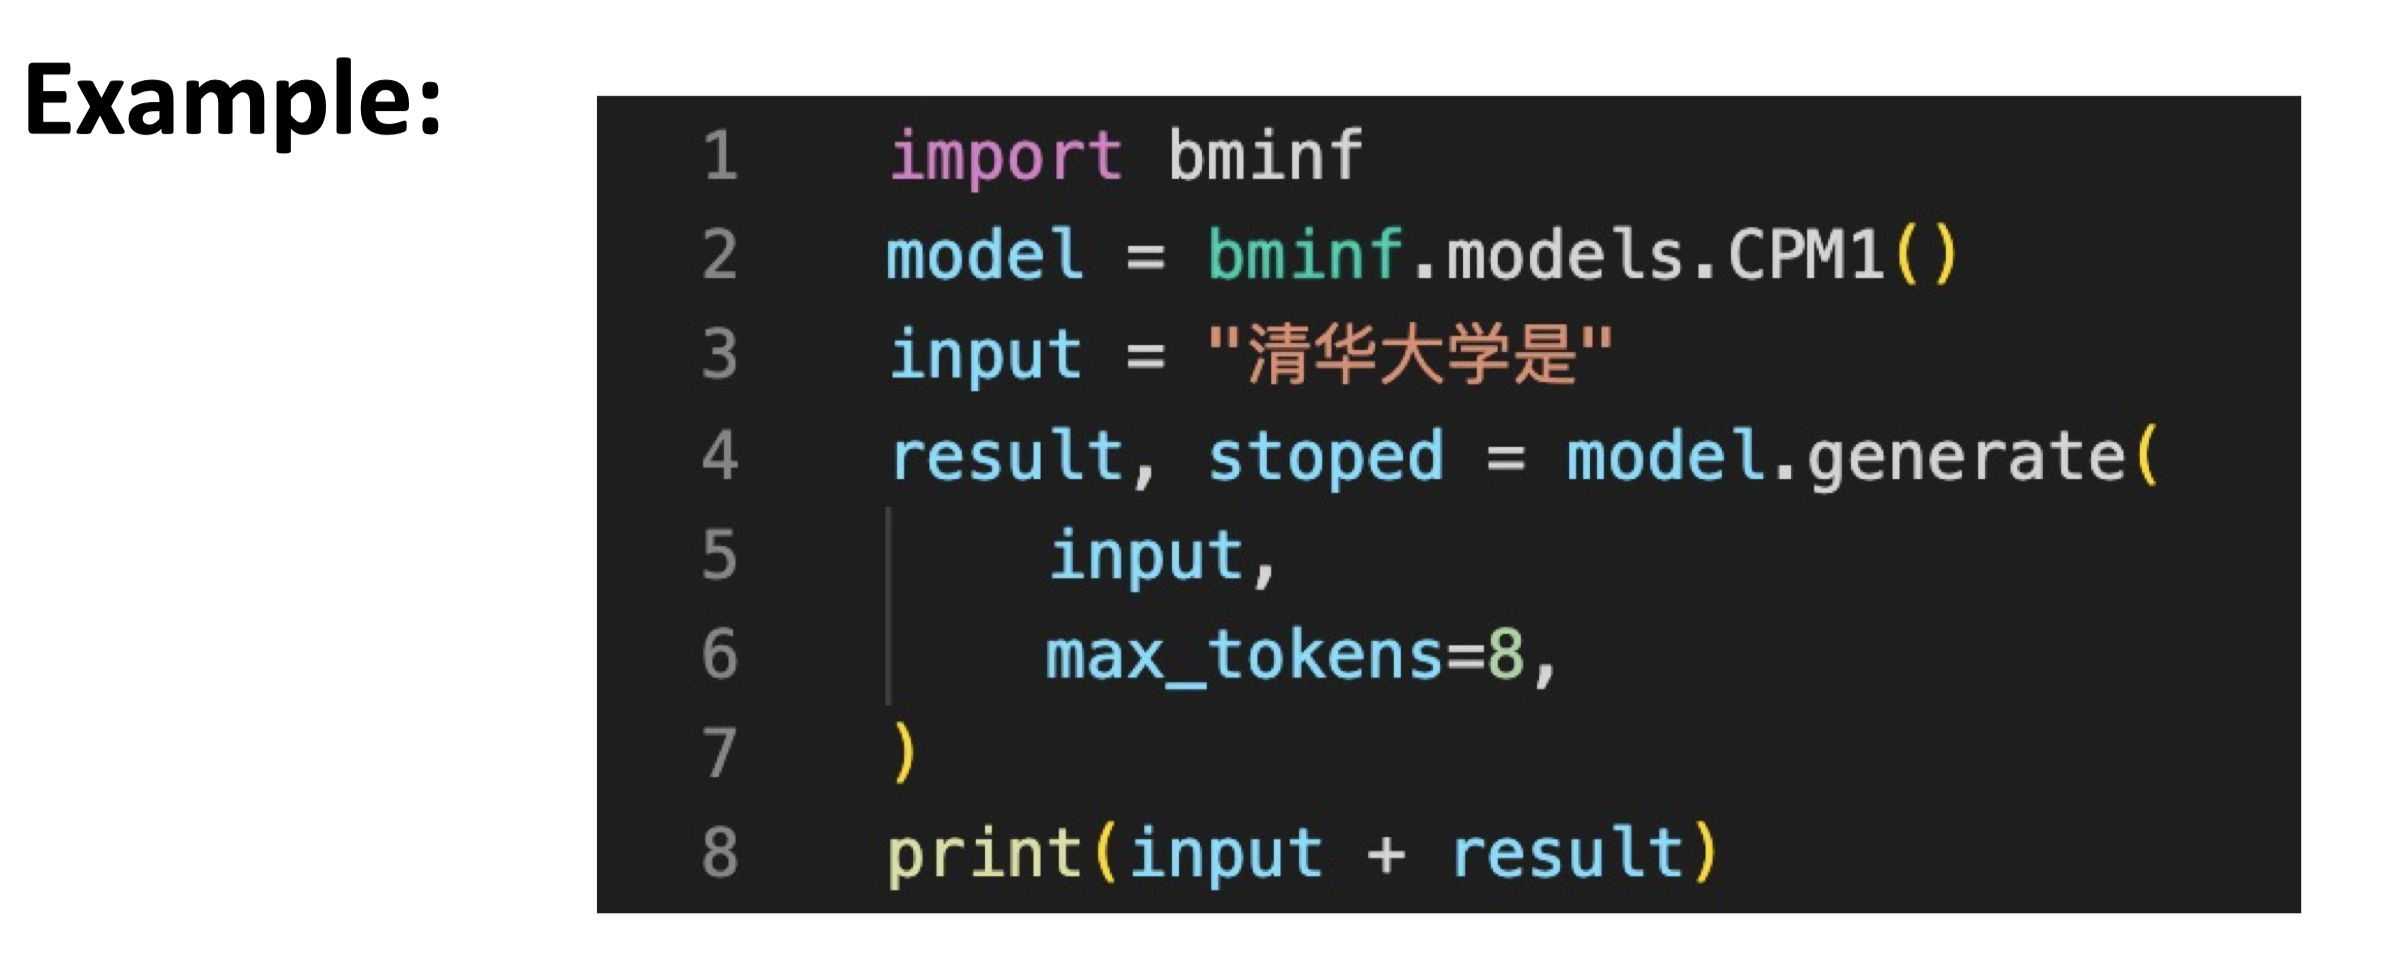 Example:
1 import bminf
2 model = bminf.models.CPM1()
3 input = "清华大学是"
4 result, stoped = model.generate(
5     input,
6     max_tokens=8,
7 )
8 print(input + result)